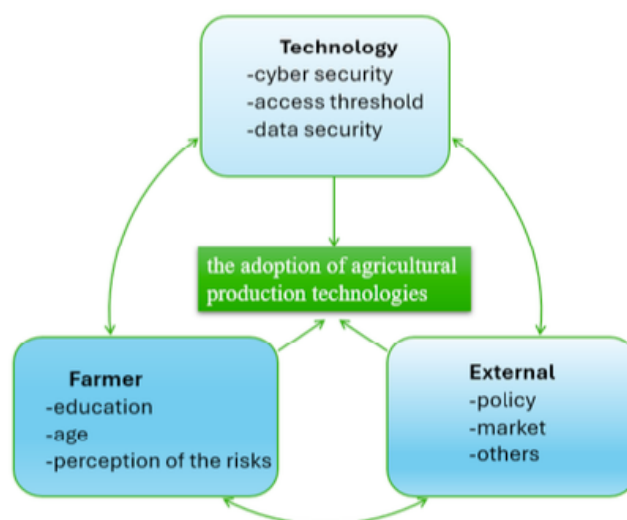 Technology
-cyber security
-access threshold
-data security
the adoption of agricultural
production technologies
Farmer
-education
-age
-perception of the risks
External
-policy
-market
-others